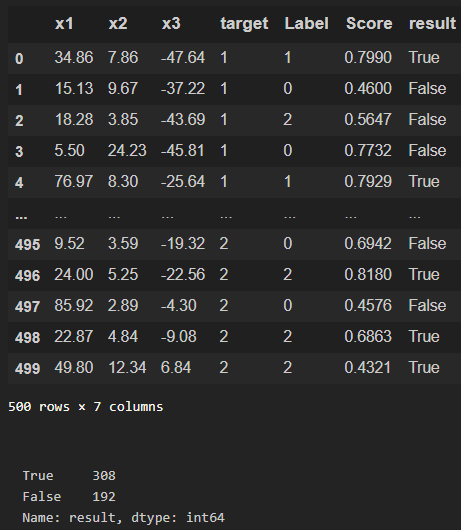 x1 x2 x3 target Label Score result
0 34.86 7.86 -47.64 1 1 0.7990 True
1 15.13 9.67 -37.22 1 0 0.4600 False
2 18.28 3.85 -43.69 1 2 0.5647 False
3 5.50 24.23 -45.81 1 0 0.7732 False
4 76.97 8.30 -25.64 1 1 0.7929 True
... ... ... ... ... ... ... ...
495 9.52 3.59 -19.32 2 0 0.6942 False
496 24.00 5.25 -22.56 2 2 0.8180 True
497 85.92 2.89 -4.30 2 0 0.4576 False
498 22.87 4.84 -9.08 2 2 0.6863 True
499 49.80 12.34 6.84 2 2 0.4321 True
500 rows x 7 columns
True 308
False 192
Name: result, dtype: int64